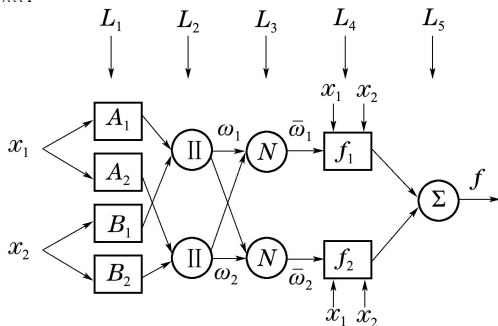 L₁ L₂ L₃ L₄ L₅
x₁ x₂
A₁
x₁
A₂
B₁
x₂
B₂
Π ω₁ N ω̄₁ f₁
Π ω₂ N ω̄₂ f₂
Σ f
x₁ x₂